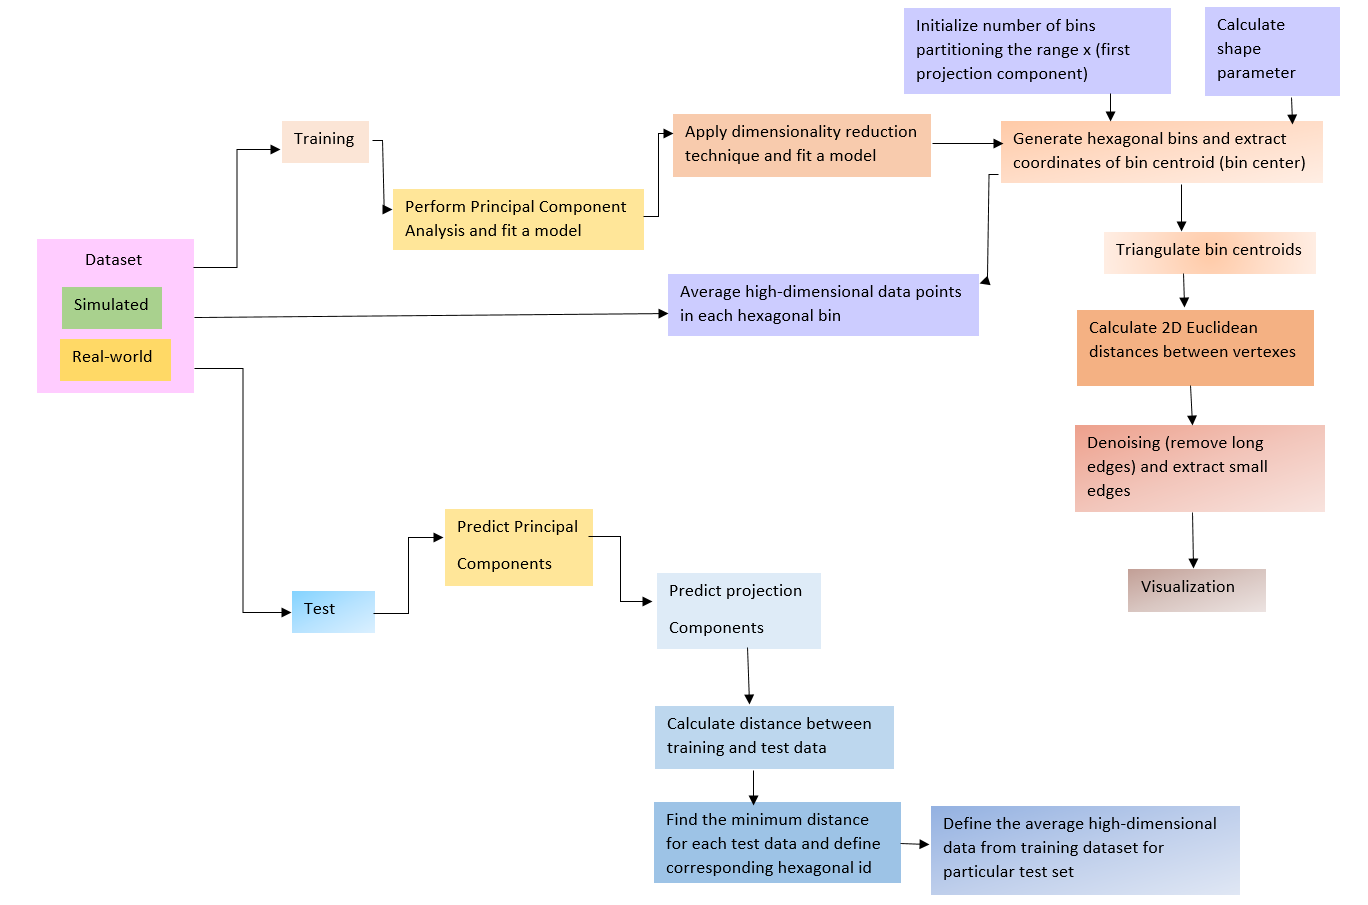 Initialize number of bins
partitioning the range x (first
projection component)
Calculate
shape
parameter
Training
Apply dimensionality reduction
technique and fit a model
Generate hexagonal bins and extract
coordinates of bin centroid (bin center)
Perform Principal Component
Analysis and fit a model
Dataset
Simulated
Real-world
Average high-dimensional data points
in each hexagonal bin
Triangulate bin centroids
Calculate 2D Euclidean
distances between vertexes
Denoising (remove long
edges) and extract small
edges
Visualization
Test
Predict Principal
Components
Predict projection
Components
Calculate distance between
training and test data
Find the minimum distance
for each test data and define
corresponding hexagonal id
Define the average high-dimensional
data from training dataset for
particular test set